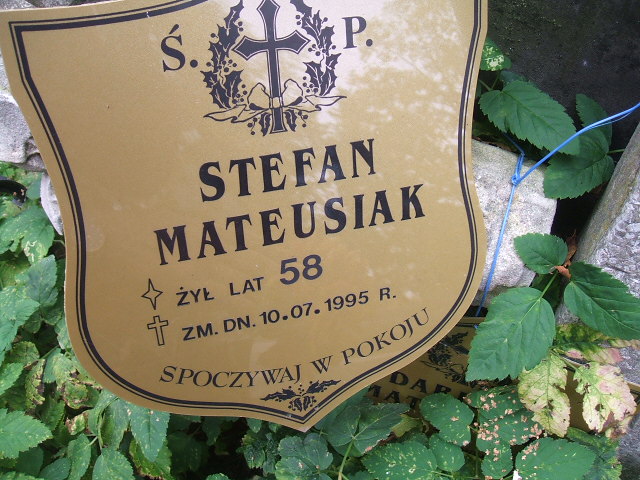 Ś. P.
STEFAN
MATEUSIAK
ŻYŁ LAT 58
ZM. DN. 10.07.1995 R.
SPOCZYWAJ W POKOJU